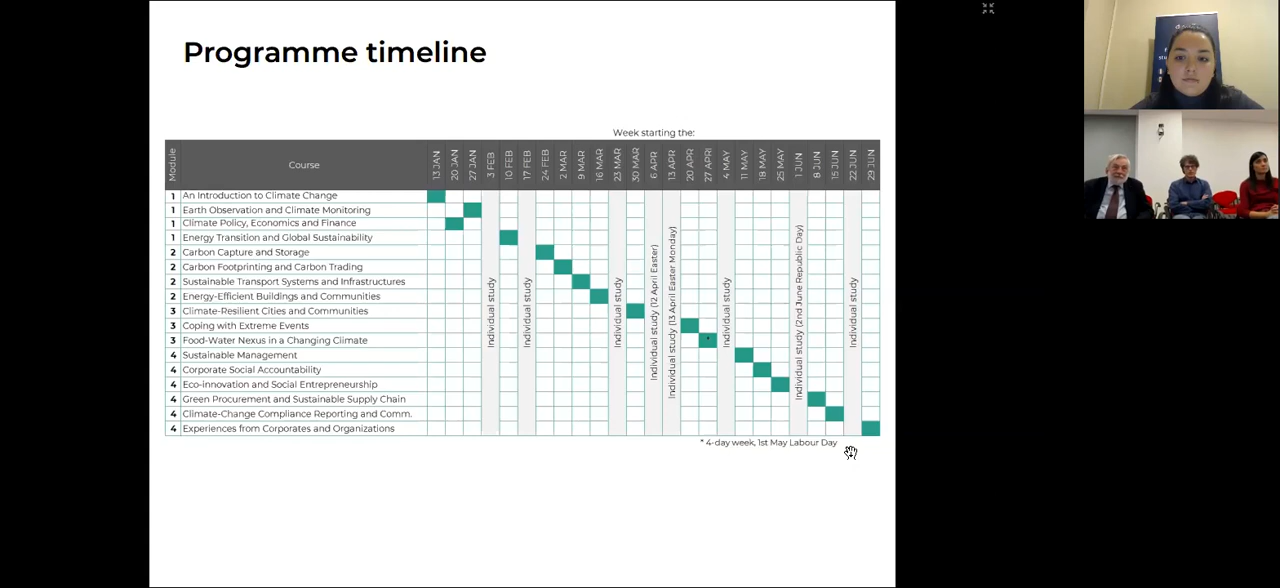 Programme timeline
Week starting the:
Module Course 13 JAN 20 JAN 27 JAN 3 FEB 10 FEB 17 FEB 24 FEB 2 MAR 9 MAR 16 MAR 23 MAR 30 MAR 6 APR 13 APR 20 APR 27 APRI 4 MAY 11 MAY 18 MAY 25 MAY 1 JUN 8 JUN 15 JUN 22 JUN 29 JUN
1 An Introduction to Climate Change
1 Earth Observation and Climate Monitoring
1 Climate Policy, Economics and Finance
1 Energy Transition and Global Sustainability
2 Carbon Capture and Storage
2 Carbon Footprinting and Carbon Trading
2 Sustainable Transport Systems and Infrastructures
2 Energy-Efficient Buildings and Communities
3 Climate-Resilient Cities and Communities
3 Coping with Extreme Events
3 Food-Water Nexus in a Changing Climate
4 Sustainable Management
4 Corporate Social Accountability
4 Eco-innovation and Social Entrepreneurship
4 Green Procurement and Sustainable Supply Chain
4 Climate-Change Compliance Reporting and Comm.
4 Experiences from Corporates and Organizations
Individual study
Individual study
Individual study
Individual study (12 April Easter)
Individual study (13 April Easter Monday)
Individual study
Individual study (2nd June Republic Day)
Individual study
*
* 4-day week, 1st May Labour Day